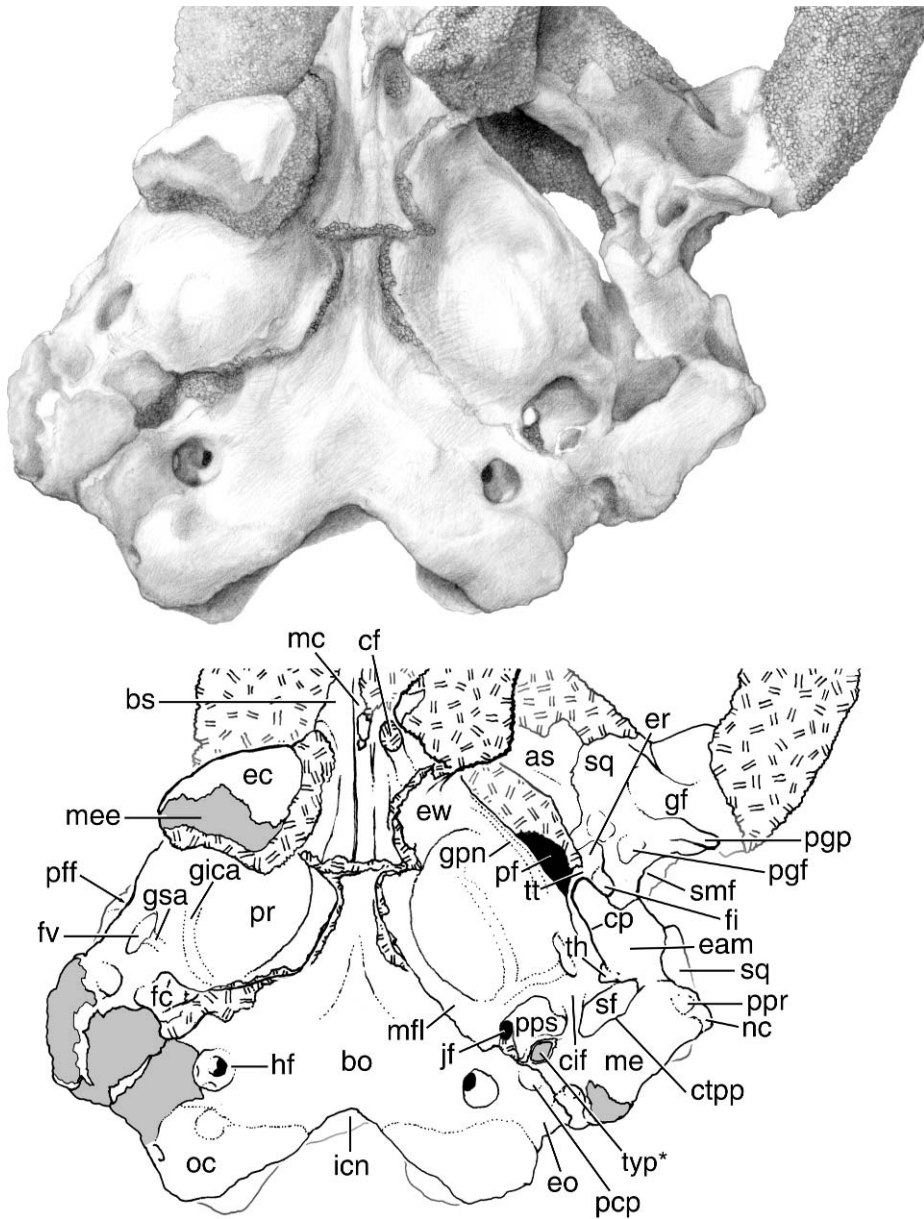 mc cf
bs
er
as sq
ec
ew
gf
mee
gpn
pf
pgp
pff
gica
tt
pgf
gsa
smf
pr
cp
fi
fv
eam
th
sq
fc
sf
ppr
mfl
pps
nc
jf
hf
bo
cif
me
ctpp
oc
icn
eo
typ*
pcp